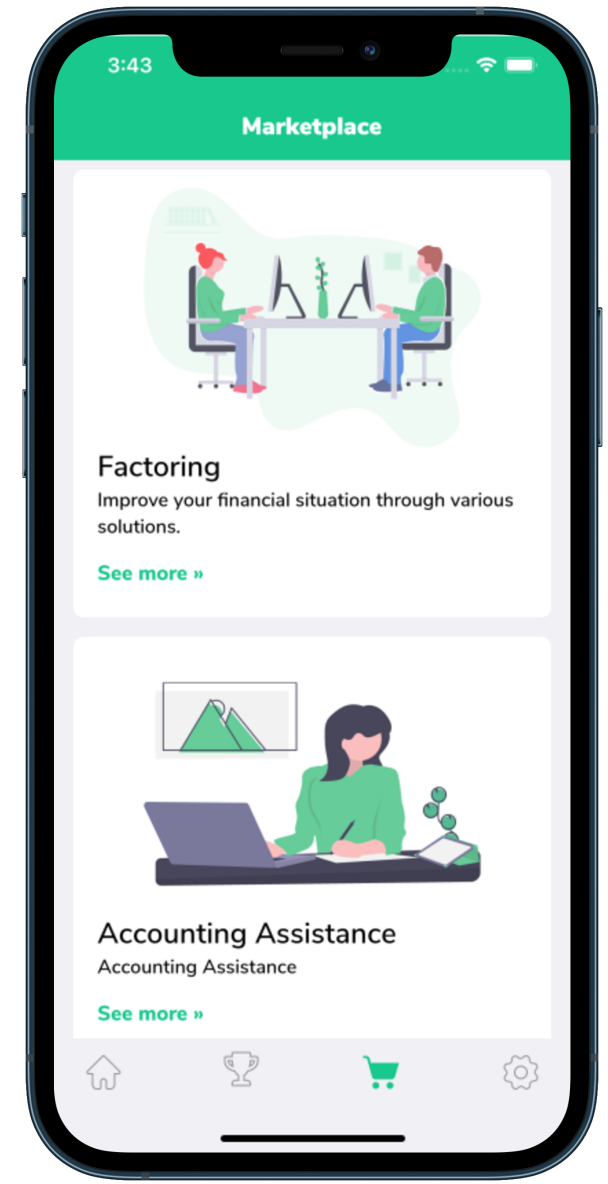 3:43
Marketplace
Factoring
Improve your financial situation through various
solutions.
See more »
Accounting Assistance
Accounting Assistance
See more »